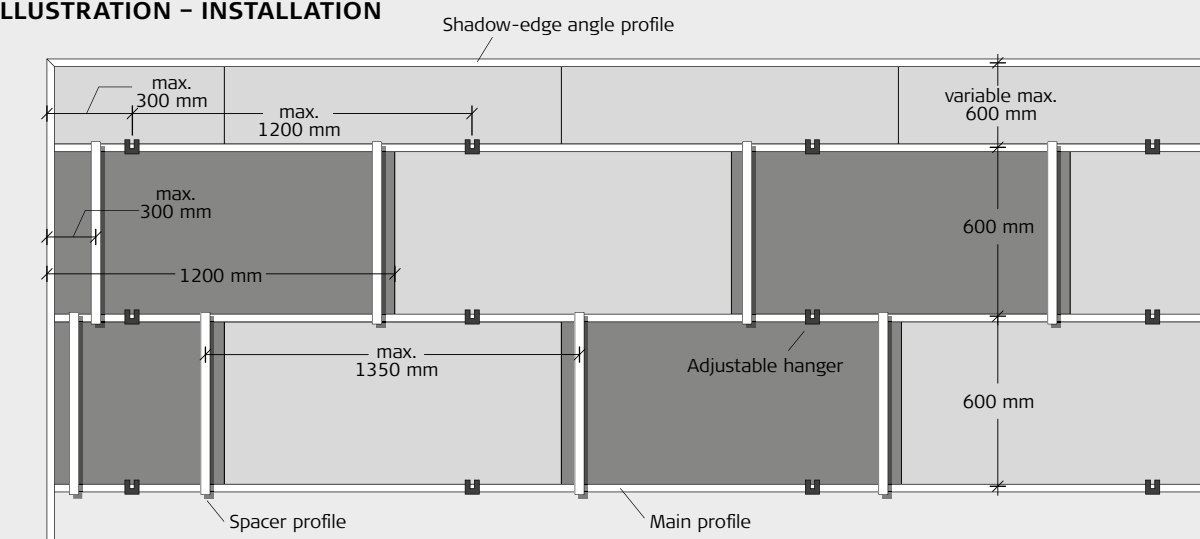 LLUSTRATION – INSTALLATION
Shadow-edge angle profile
max.
300 mm
max.
1200 mm
variable max.
600 mm
max.
300 mm
600 mm
1200 mm
max.
1350 mm
Adjustable hanger
600 mm
Spacer profile
Main profile